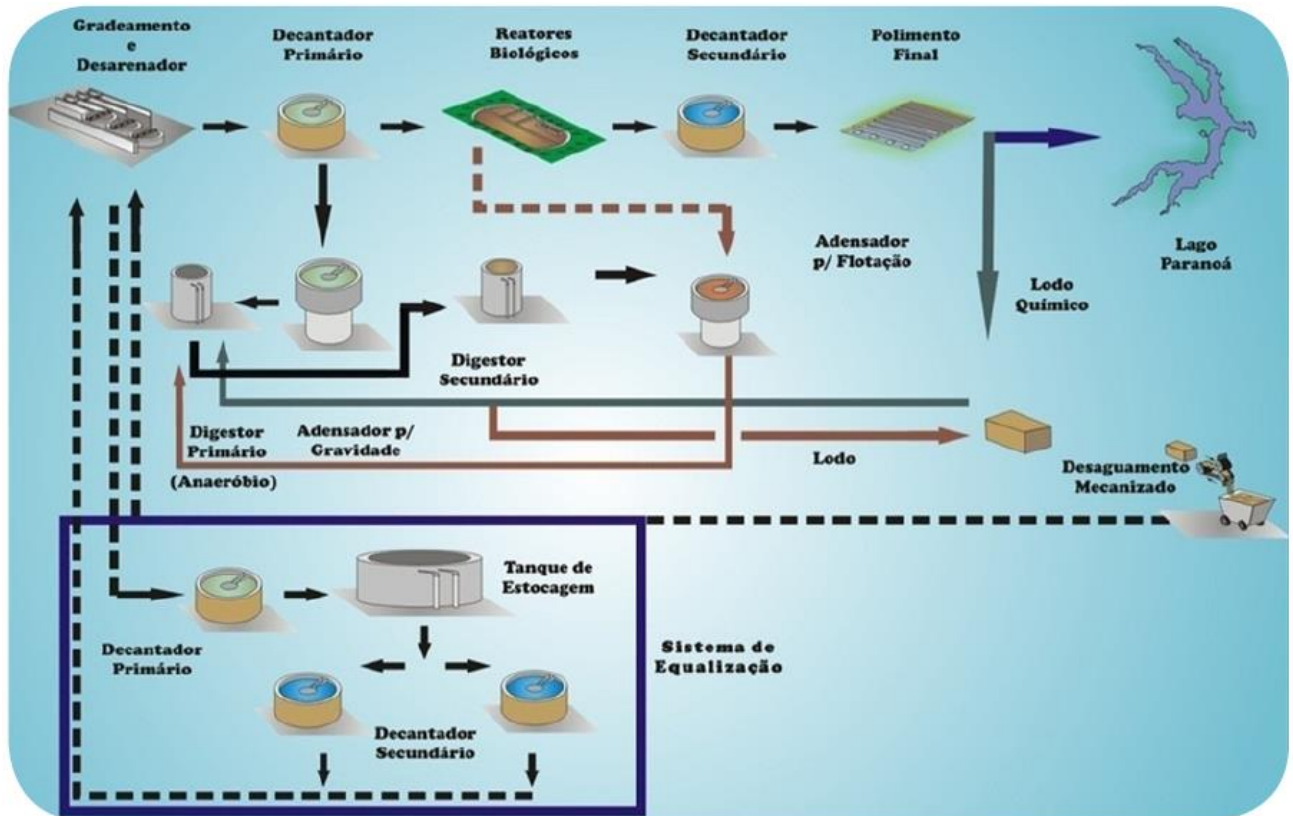 Gradeamento
e
Desarenador
Decantador
Primário
Reatores
Biológicos
Decantador
Secundário
Polimento
Final
Lago
Paranoá
Adensador
p/ Flotação
Lodo
Químico
Digestor
Secundário
Digestor
Primário
(Anaeróbio)
Adensador p/
Gravidade
Lodo
Desaguamento
Mecanizado
Tanque de
Estocagem
Decantador
Primário
Sistema de
Equalização
Decantador
Secundário